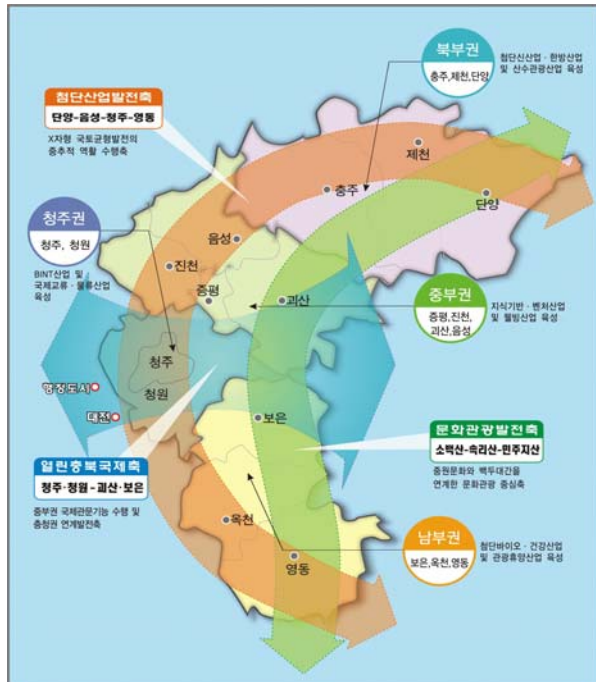 북부권
충주,제천,단양
첨단신산업·한방산업
및 산수관광산업 육성
첨단산업발전축
단양-음성-청주-영동
X자형 국토균형발전의
중추적 역활 수행축
제천
충주
단양
청주권
청주, 청원
BINT산업 및
국제교류·물류산업
육성
음성
진천
증평
괴산
중부권
증평,진천,
괴산,음성
지식기반·벤처산업
및 웰빙산업 육성
청주
청원
행정도시
대전
보은
문화관광발전축
소백산-속리산-민주지산
중원문화와 백두대간을
연계한 문화관광 중심축
열린충북국제축
청주·청원-괴산·보은
중부권 국제관문기능 수행 및
충청권 연계발전축
옥천
영동
남부권
보은,옥천,영동
첨단바이오·건강산업
및 관광휴양산업 육성